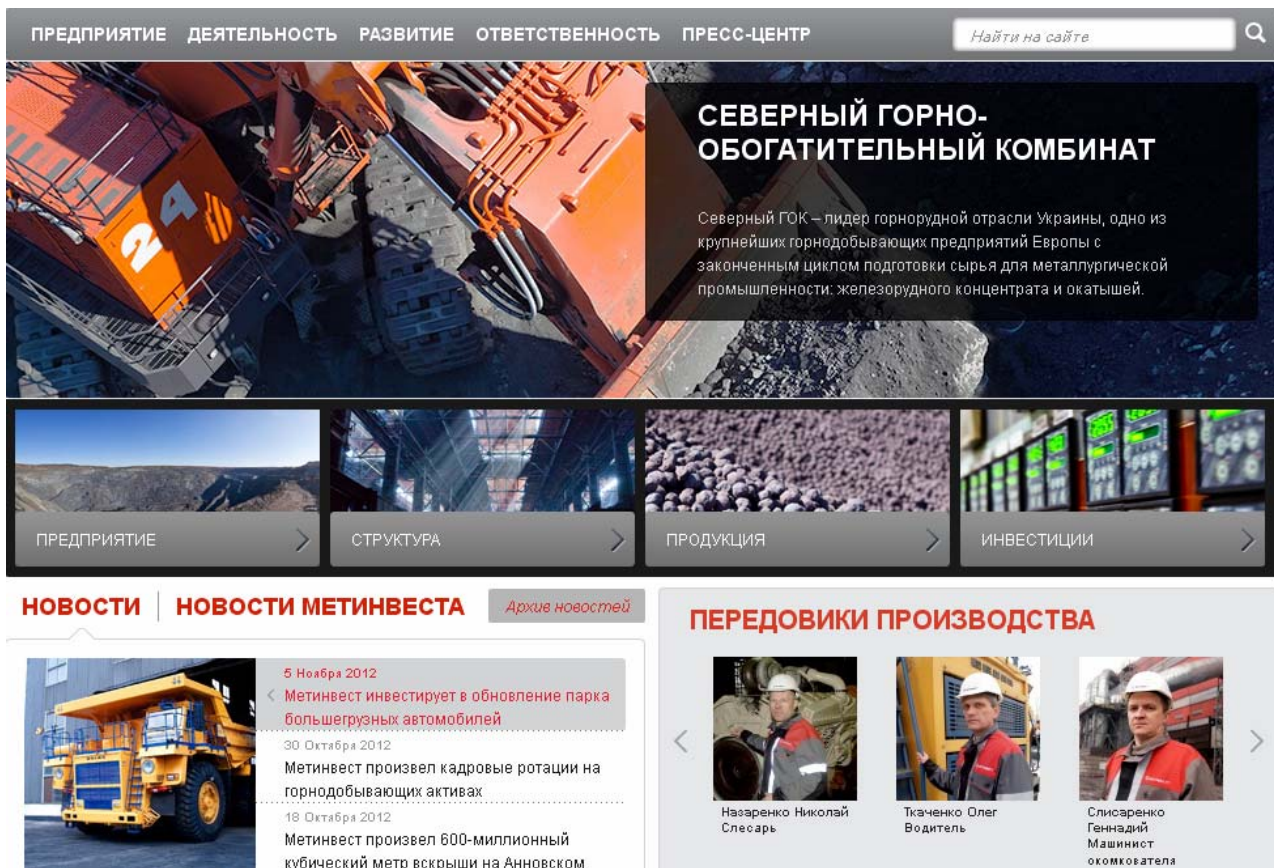 ПРЕДПРИЯТИЕ ДЕЯТЕЛЬНОСТЬ РАЗВИТИЕ ОТВЕТСТВЕННОСТЬ ПРЕСС-ЦЕНТР
Найти на сайте
24
СЕВЕРНЫЙ ГОРНО-
ОБОГАТИТЕЛЬНЫЙ КОМБИНАТ
Северный ГОК – лидер горнорудной отрасли Украины, одно из
крупнейших горнодобывающих предприятий Европы с
законченным циклом подготовки сырья для металлургической
промышленности: железорудного концентрата и окатышей.
ПРЕДПРИЯТИЕ
СТРУКТУРА
ПРОДУКЦИЯ
ИНВЕСТИЦИИ
НОВОСТИ
НОВОСТИ МЕТИНВЕСТА
Архив новостей
5 Ноября 2012
Метинвест инвестирует в обновление парка
большегрузных автомобилей
30 Октября 2012
Метинвест произвел кадровые ротации на
горнодобывающих активах
18 Октября 2012
Метинвест произвел 600-миллионный
кубический метр вскрыши на Анновском
ПЕРЕДОВИКИ ПРОИЗВОДСТВА
Назаренко Николай
Слесарь
Ткаченко Олег
Водитель
Слисаренко
Геннадий
Машинист
окомкователя